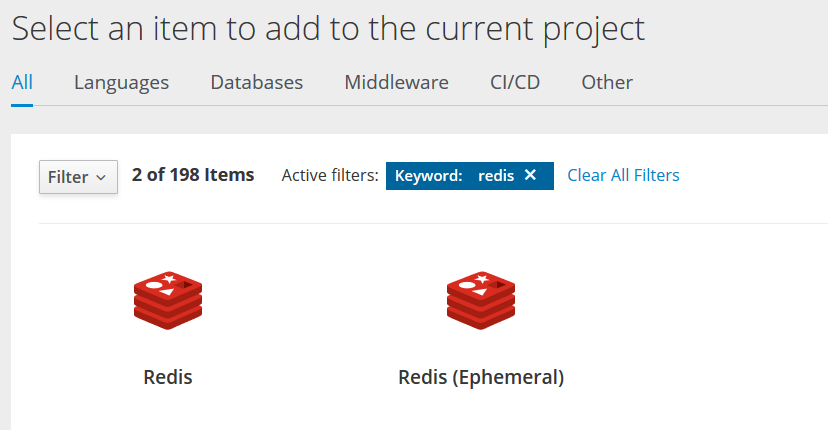 Select an item to add to the current project
All Languages Databases Middleware CI/CD Other
Filter 2 of 198 Items Active filters: Keyword: redis ✕ Clear All Filters
Redis Redis (Ephemeral)